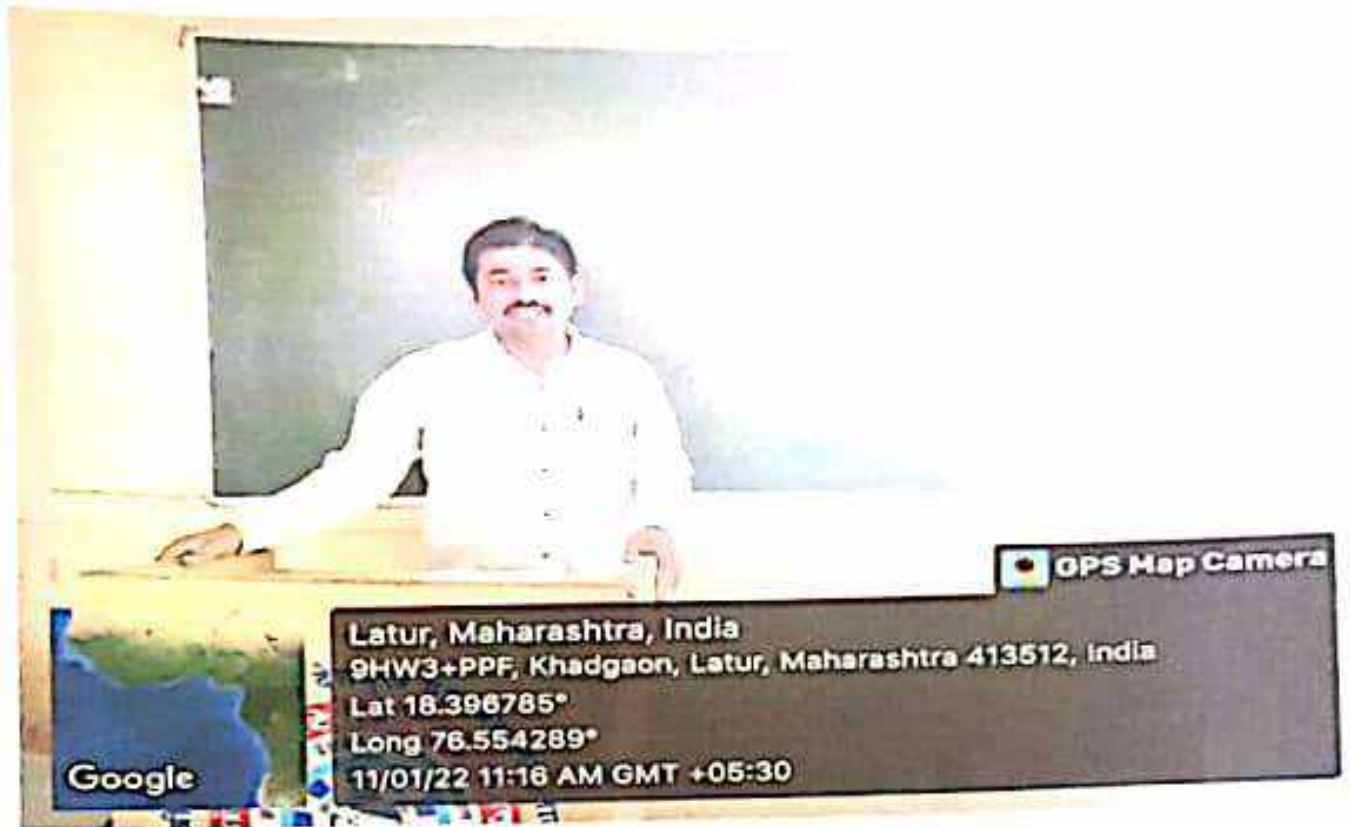 GPS Map Camera
Latur, Maharashtra, India
9HW3+PPF, Khadgaon, Latur, Maharashtra 413512, India
Lat 18.396785°
Long 76.554289°
11/01/22 11:16 AM GMT +05:30
Google